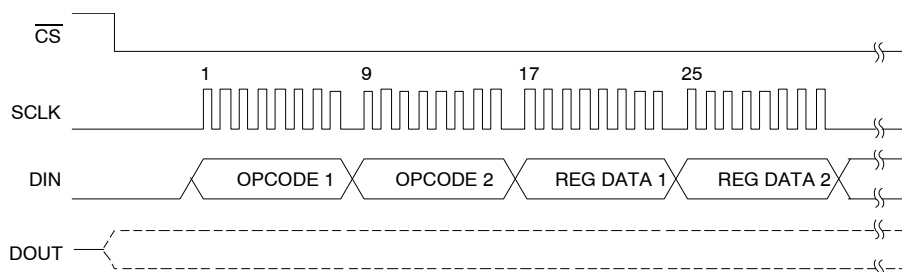 CS
1 9 17 25
SCLK
DIN OPCODE 1 OPCODE 2 REG DATA 1 REG DATA 2
DOUT